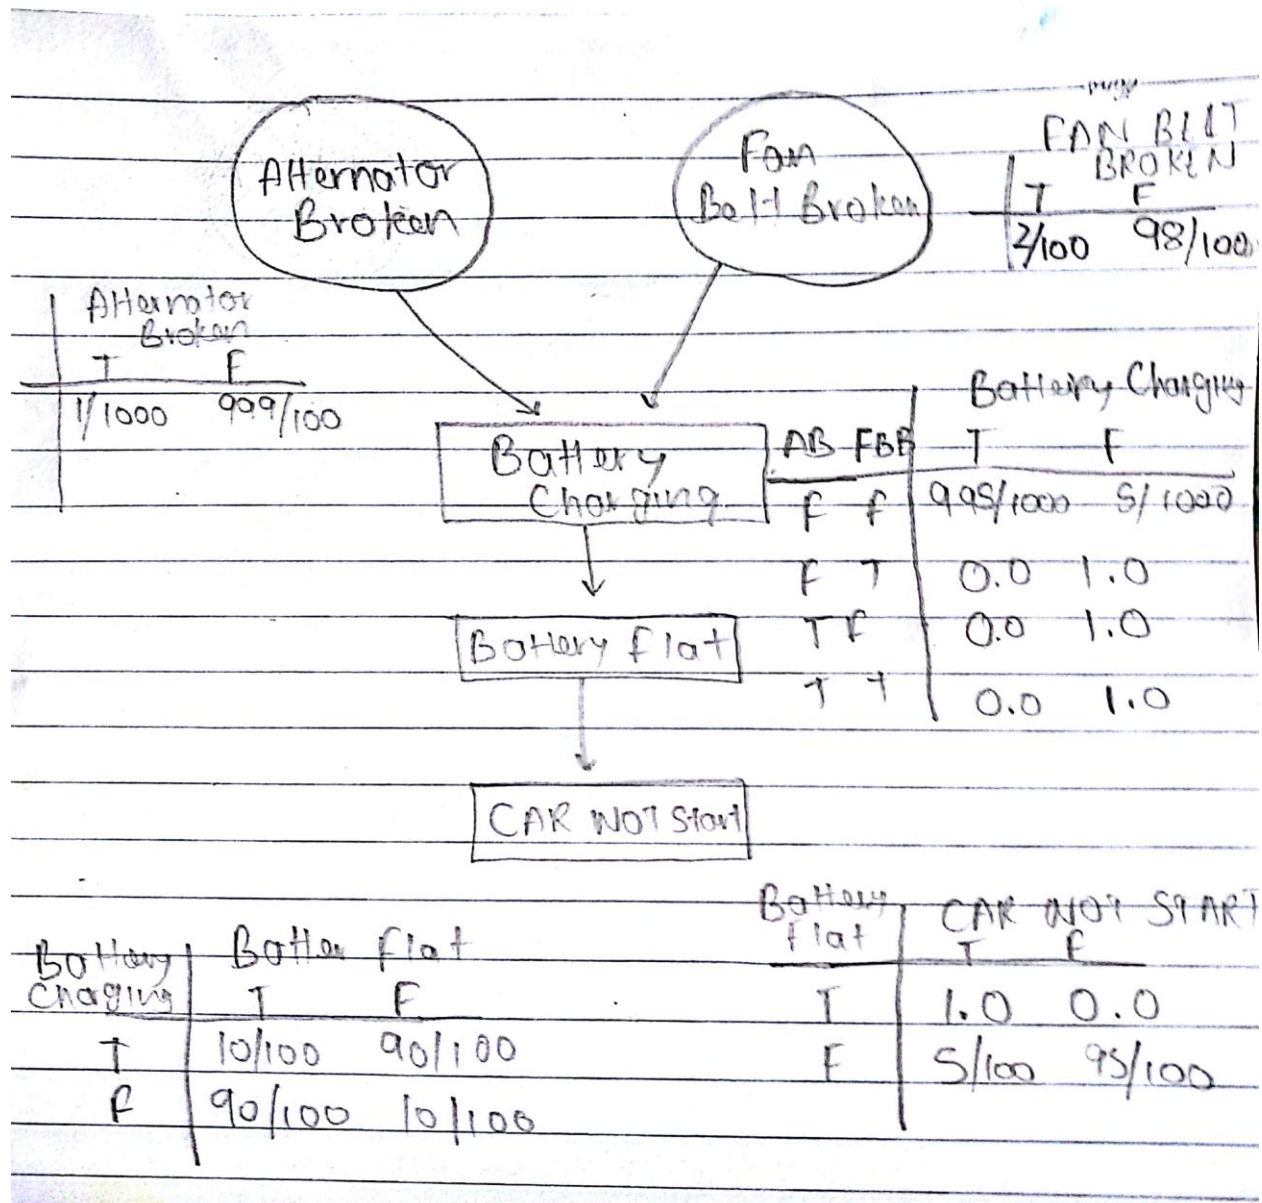 Alternator
Broken
Fan
Belt Broken
FAN BELT
BROKEN
T F
2/100 98/100
Alternator
Broken
T F
1/1000 999/100
Battery
Charging
Battery Charging
AB FBB T F
F F 995/1000 5/1000
F T 0.0 1.0
T F 0.0 1.0
T T 0.0 1.0
Battery Flat
CAR NOT Start
Battery
Charging
Batter Flat
T F
T 10/100 90/100
F 90/100 10/100
Battery
Flat
CAR NOT START
T F
T 1.0 0.0
F 5/100 95/100